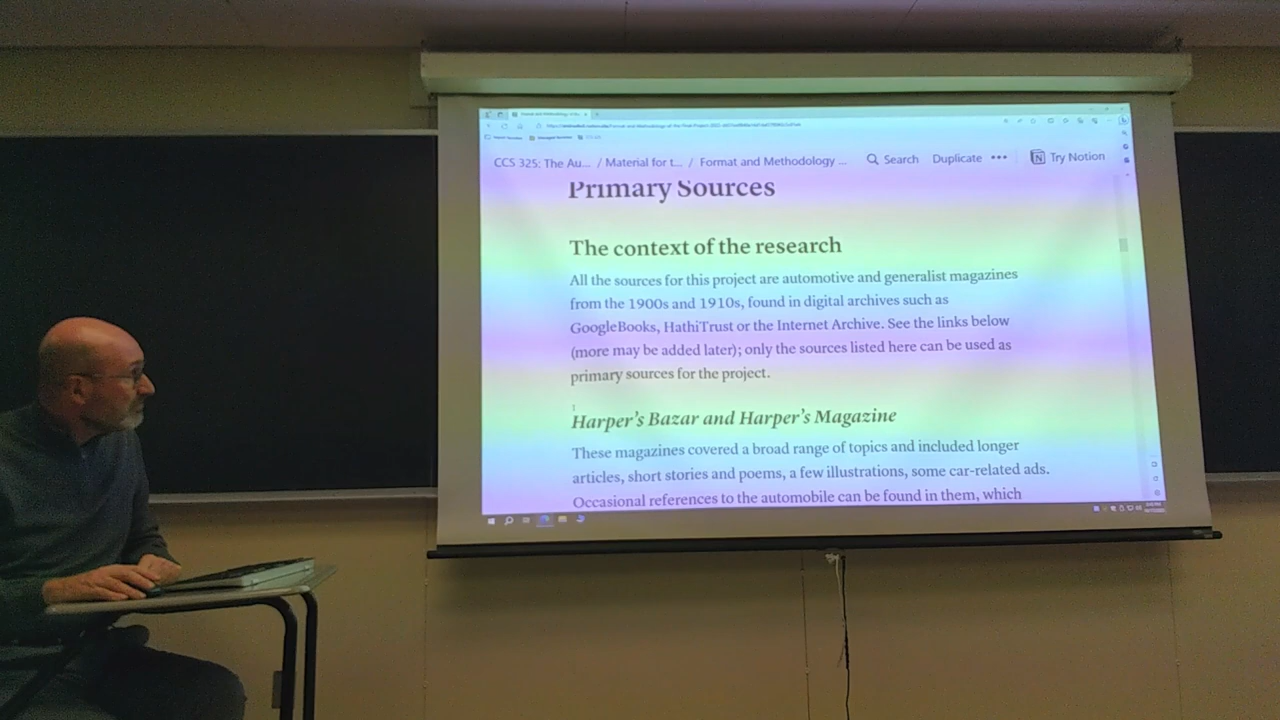 CCS 325: The Au... / Material for t... / Format and Methodology ... Search Duplicate ••• Try Notion
Primary Sources
The context of the research
All the sources for this project are automotive and generalist magazines
from the 1900s and 1910s, found in digital archives such as
GoogleBooks, HathiTrust or the Internet Archive. See the links below
(more may be added later); only the sources listed here can be used as
primary sources for the project.
Harper's Bazar and Harper's Magazine
These magazines covered a broad range of topics and included longer
articles, short stories and poems, a few illustrations, some car-related ads.
Occasional references to the automobile can be found in them, which